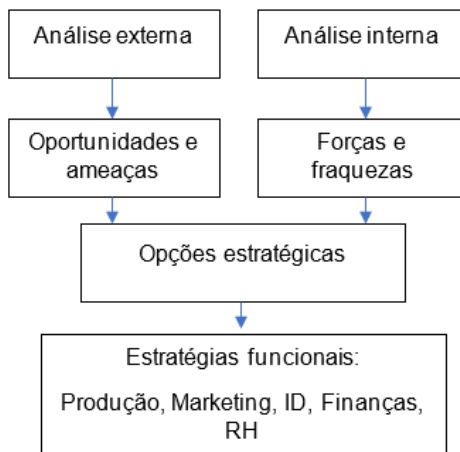 Análise externa
Análise interna
Oportunidades e
ameaças
Forças e
fraquezas
Opções estratégicas
Estratégias funcionais:
Produção, Marketing, ID, Finanças,
RH